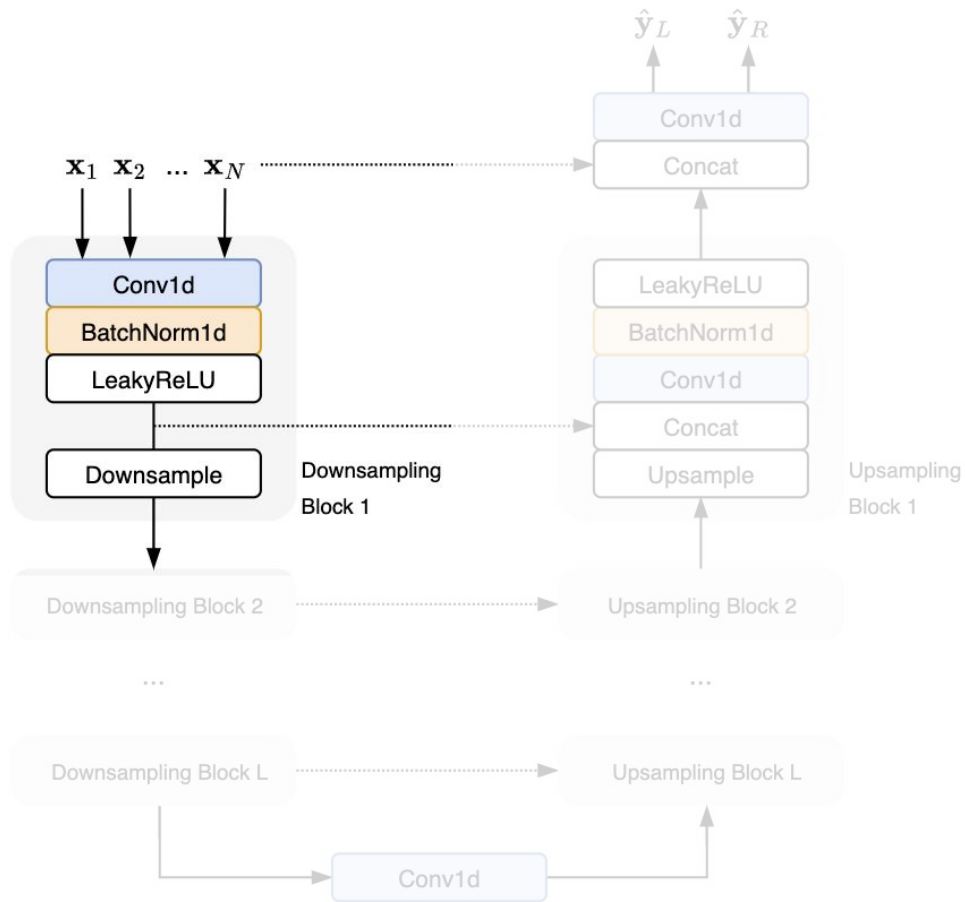 ŷ_L ŷ_R
Conv1d
Concat
x_1 x_2 ... x_N
Conv1d
BatchNorm1d
LeakyReLU
Downsample
Downsampling
Block 1
LeakyReLU
BatchNorm1d
Conv1d
Concat
Upsample
Upsampling
Block 1
Downsampling Block 2
Upsampling Block 2
...
...
Downsampling Block L
Upsampling Block L
Conv1d